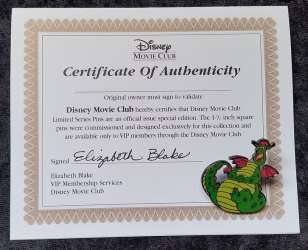 Disney
MOVIE CLUB
Certificate Of Authenticity
Original owner must sign to validate
Disney Movie Club hereby certifies that Disney Movie Club
Limited Series Pins are an official issue special edition. The 1-½ inch square
pins were commissioned and designed exclusively for this collection and
are available only to VIP members through the Disney Movie Club
Signed Elizabeth Blake
Elizabeth Blake
VIP Membership Services
Disney Movie Club